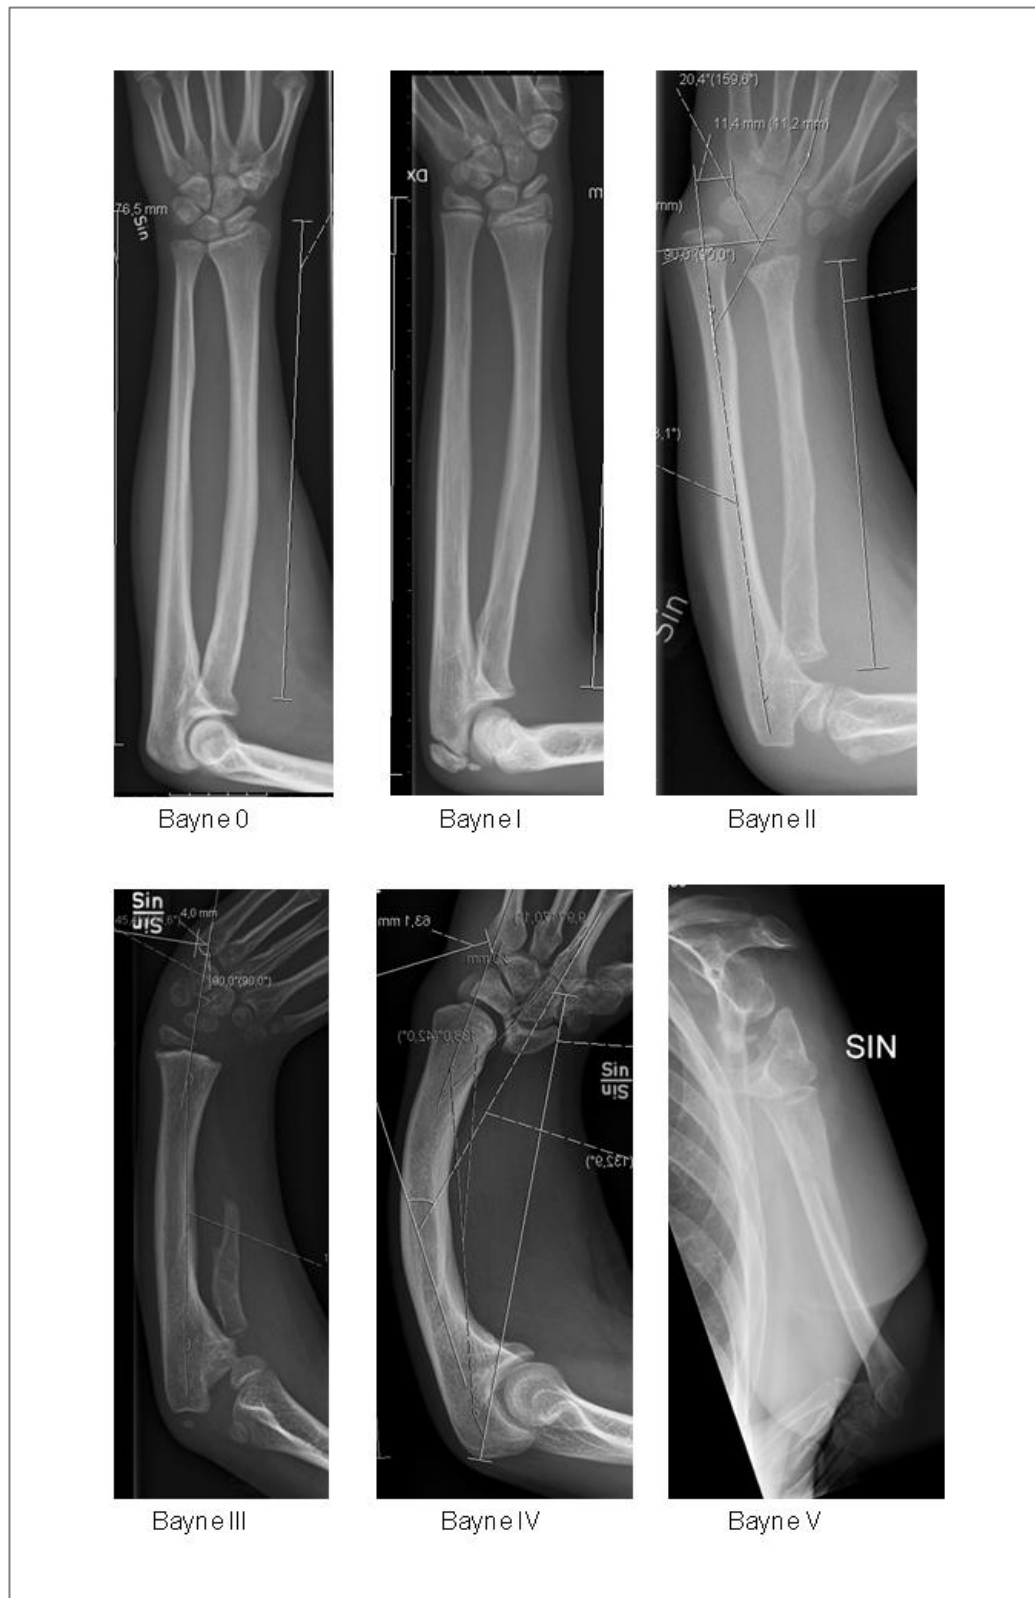 76,5 mm
Sin
DX
m
20,4°(159,6°)
11,4 mm (11,2 mm)
mm)
90,0°(90,0°)
Sin
Bayne 0
Bayne I
Bayne II
Sin
Sin
4,0 mm
(90,0°(90,0°)
63,1 mm
Sin
Sin
(132,9°)
SIN
Bayne III
Bayne IV
Bayne V